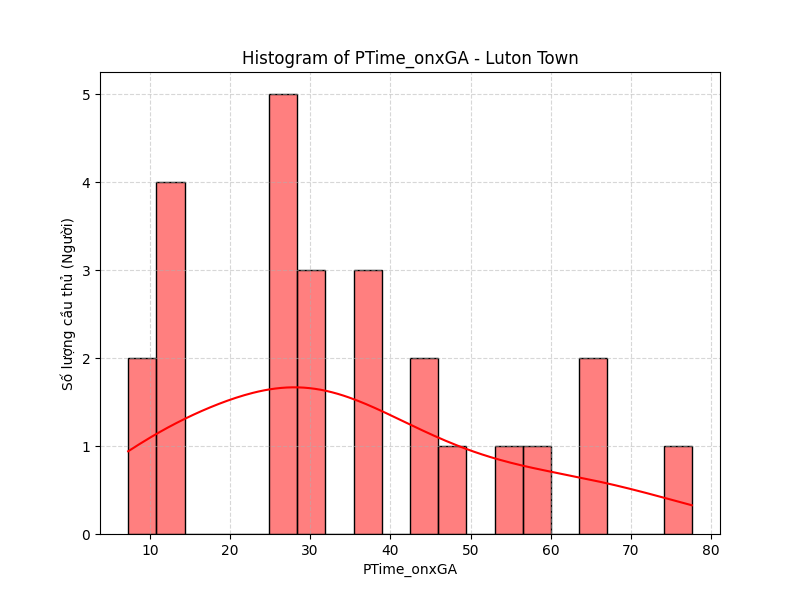 Histogram of PTime_onxGA - Luton Town
Số lượng cầu thủ (Người)
5
4
3
2
1
0
10 20 30 40 50 60 70 80
PTime_onxGA